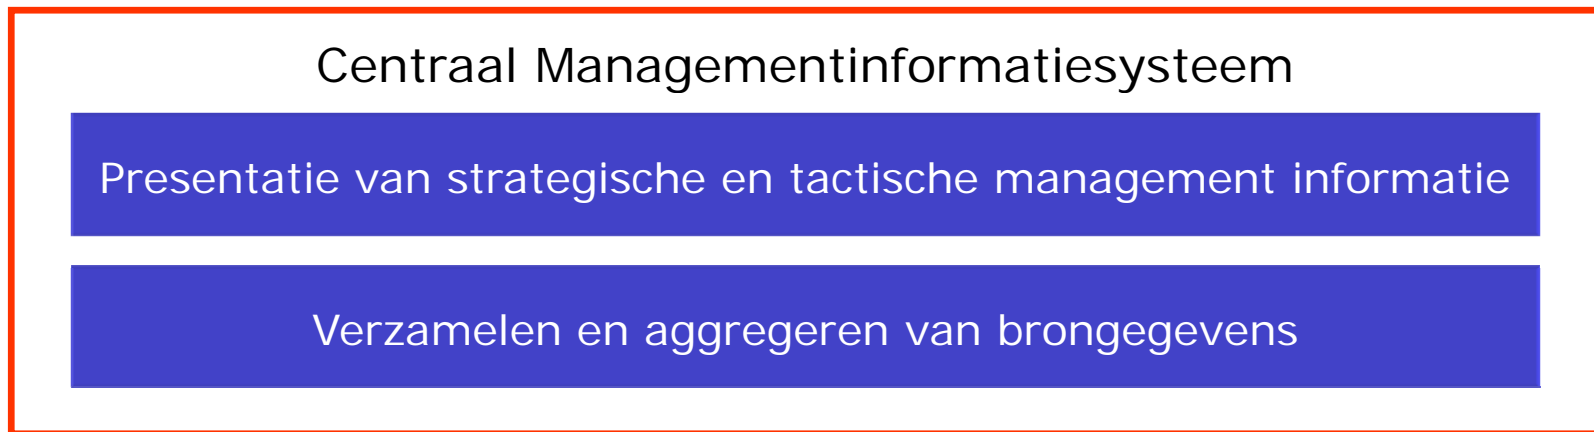 Centraal Managementinformatiesysteem
Presentatie van strategische en tactische management informatie
Verzamelen en aggregeren van brongegevens